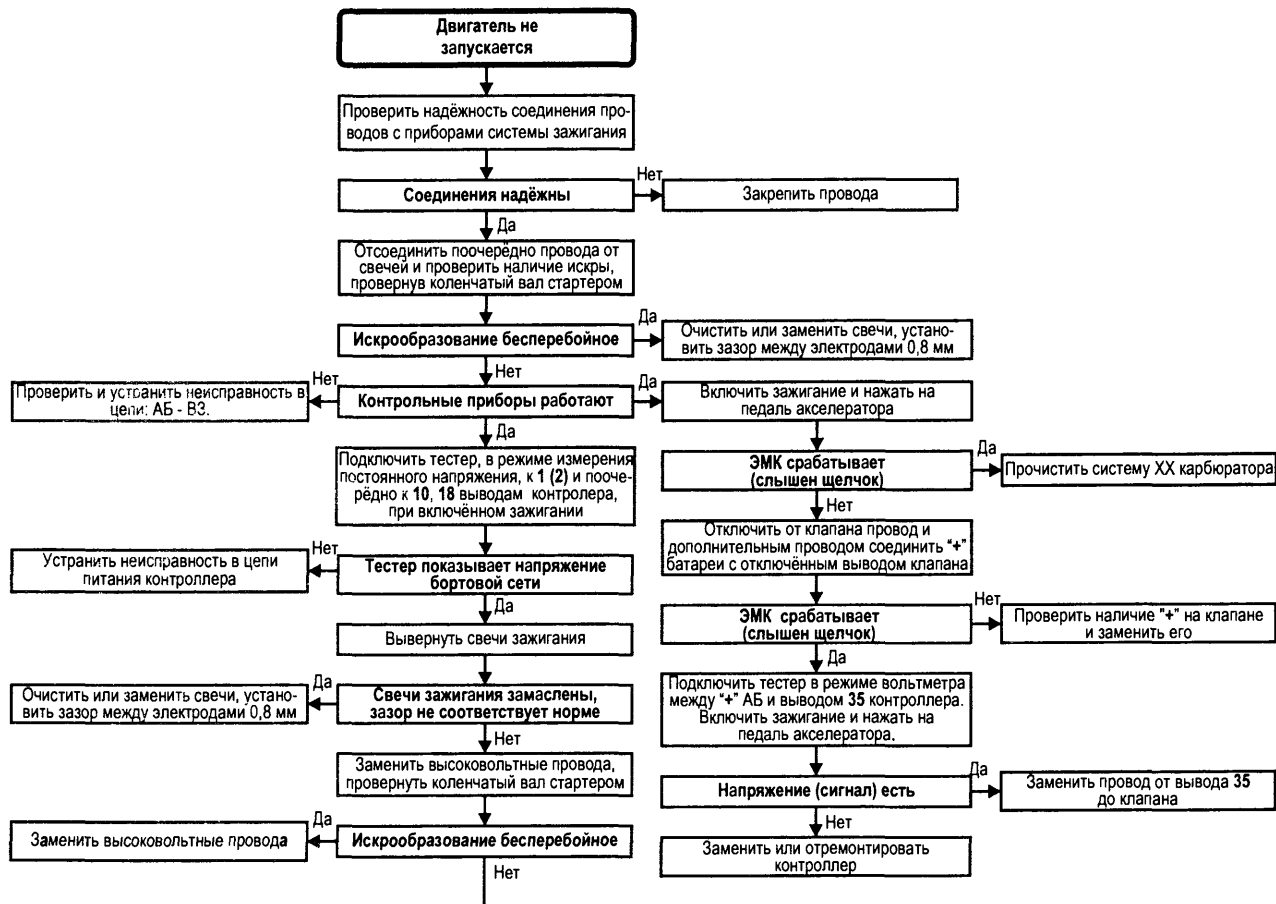 Двигатель не
запускается
Проверить надёжность соединения про-
водов с приборами системы зажигания
Соединения надёжны
Нет
Закрепить провода
Да
Отсоединить поочерёдно провода от
свечей и проверить наличие искры,
провернув коленчатый вал стартером
Искрообразование бесперебойное
Да
Очистить или заменить свечи, устано-
вить зазор между электродами 0,8 мм
Нет
Контрольные приборы работают
Нет
Проверить и устранить неисправность в
цепи: АБ - ВЗ.
Да
Включить зажигание и нажать на
педаль акселератора
Да
Подключить тестер, в режиме измерения
постоянного напряжения, к 1 (2) и пооче-
рёдно к 10, 18 выводам контролера,
при включённом зажигании
ЭМК срабатывает
(слышен щелчок)
Да
Прочистить систему ХХ карбюратора
Нет
Отключить от клапана провод и
дополнительным проводом соединить "+"
батареи с отключённым выводом клапана
Тестер показывает напряжение
бортовой сети
Нет
Устранить неисправность в цепи
питания контроллера
Да
Вывернуть свечи зажигания
ЭМК срабатывает
(слышен щелчок)
Нет
Проверить наличие "+" на клапане
и заменить его
Да
Подключить тестер в режиме вольтметра
между "+" АБ и выводом 35 контроллера.
Включить зажигание и нажать на
педаль акселератора.
Свечи зажигания замаслены,
зазор не соответствует норме
Да
Очистить или заменить свечи, устано-
вить зазор между электродами 0,8 мм
Нет
Заменить высоковольтные провода,
провернуть коленчатый вал стартером
Напряжение (сигнал) есть
Да
Заменить провод от вывода 35
до клапана
Нет
Заменить или отремонтировать
контроллер
Искрообразование бесперебойное
Да
Заменить высоковольтные провода
Нет